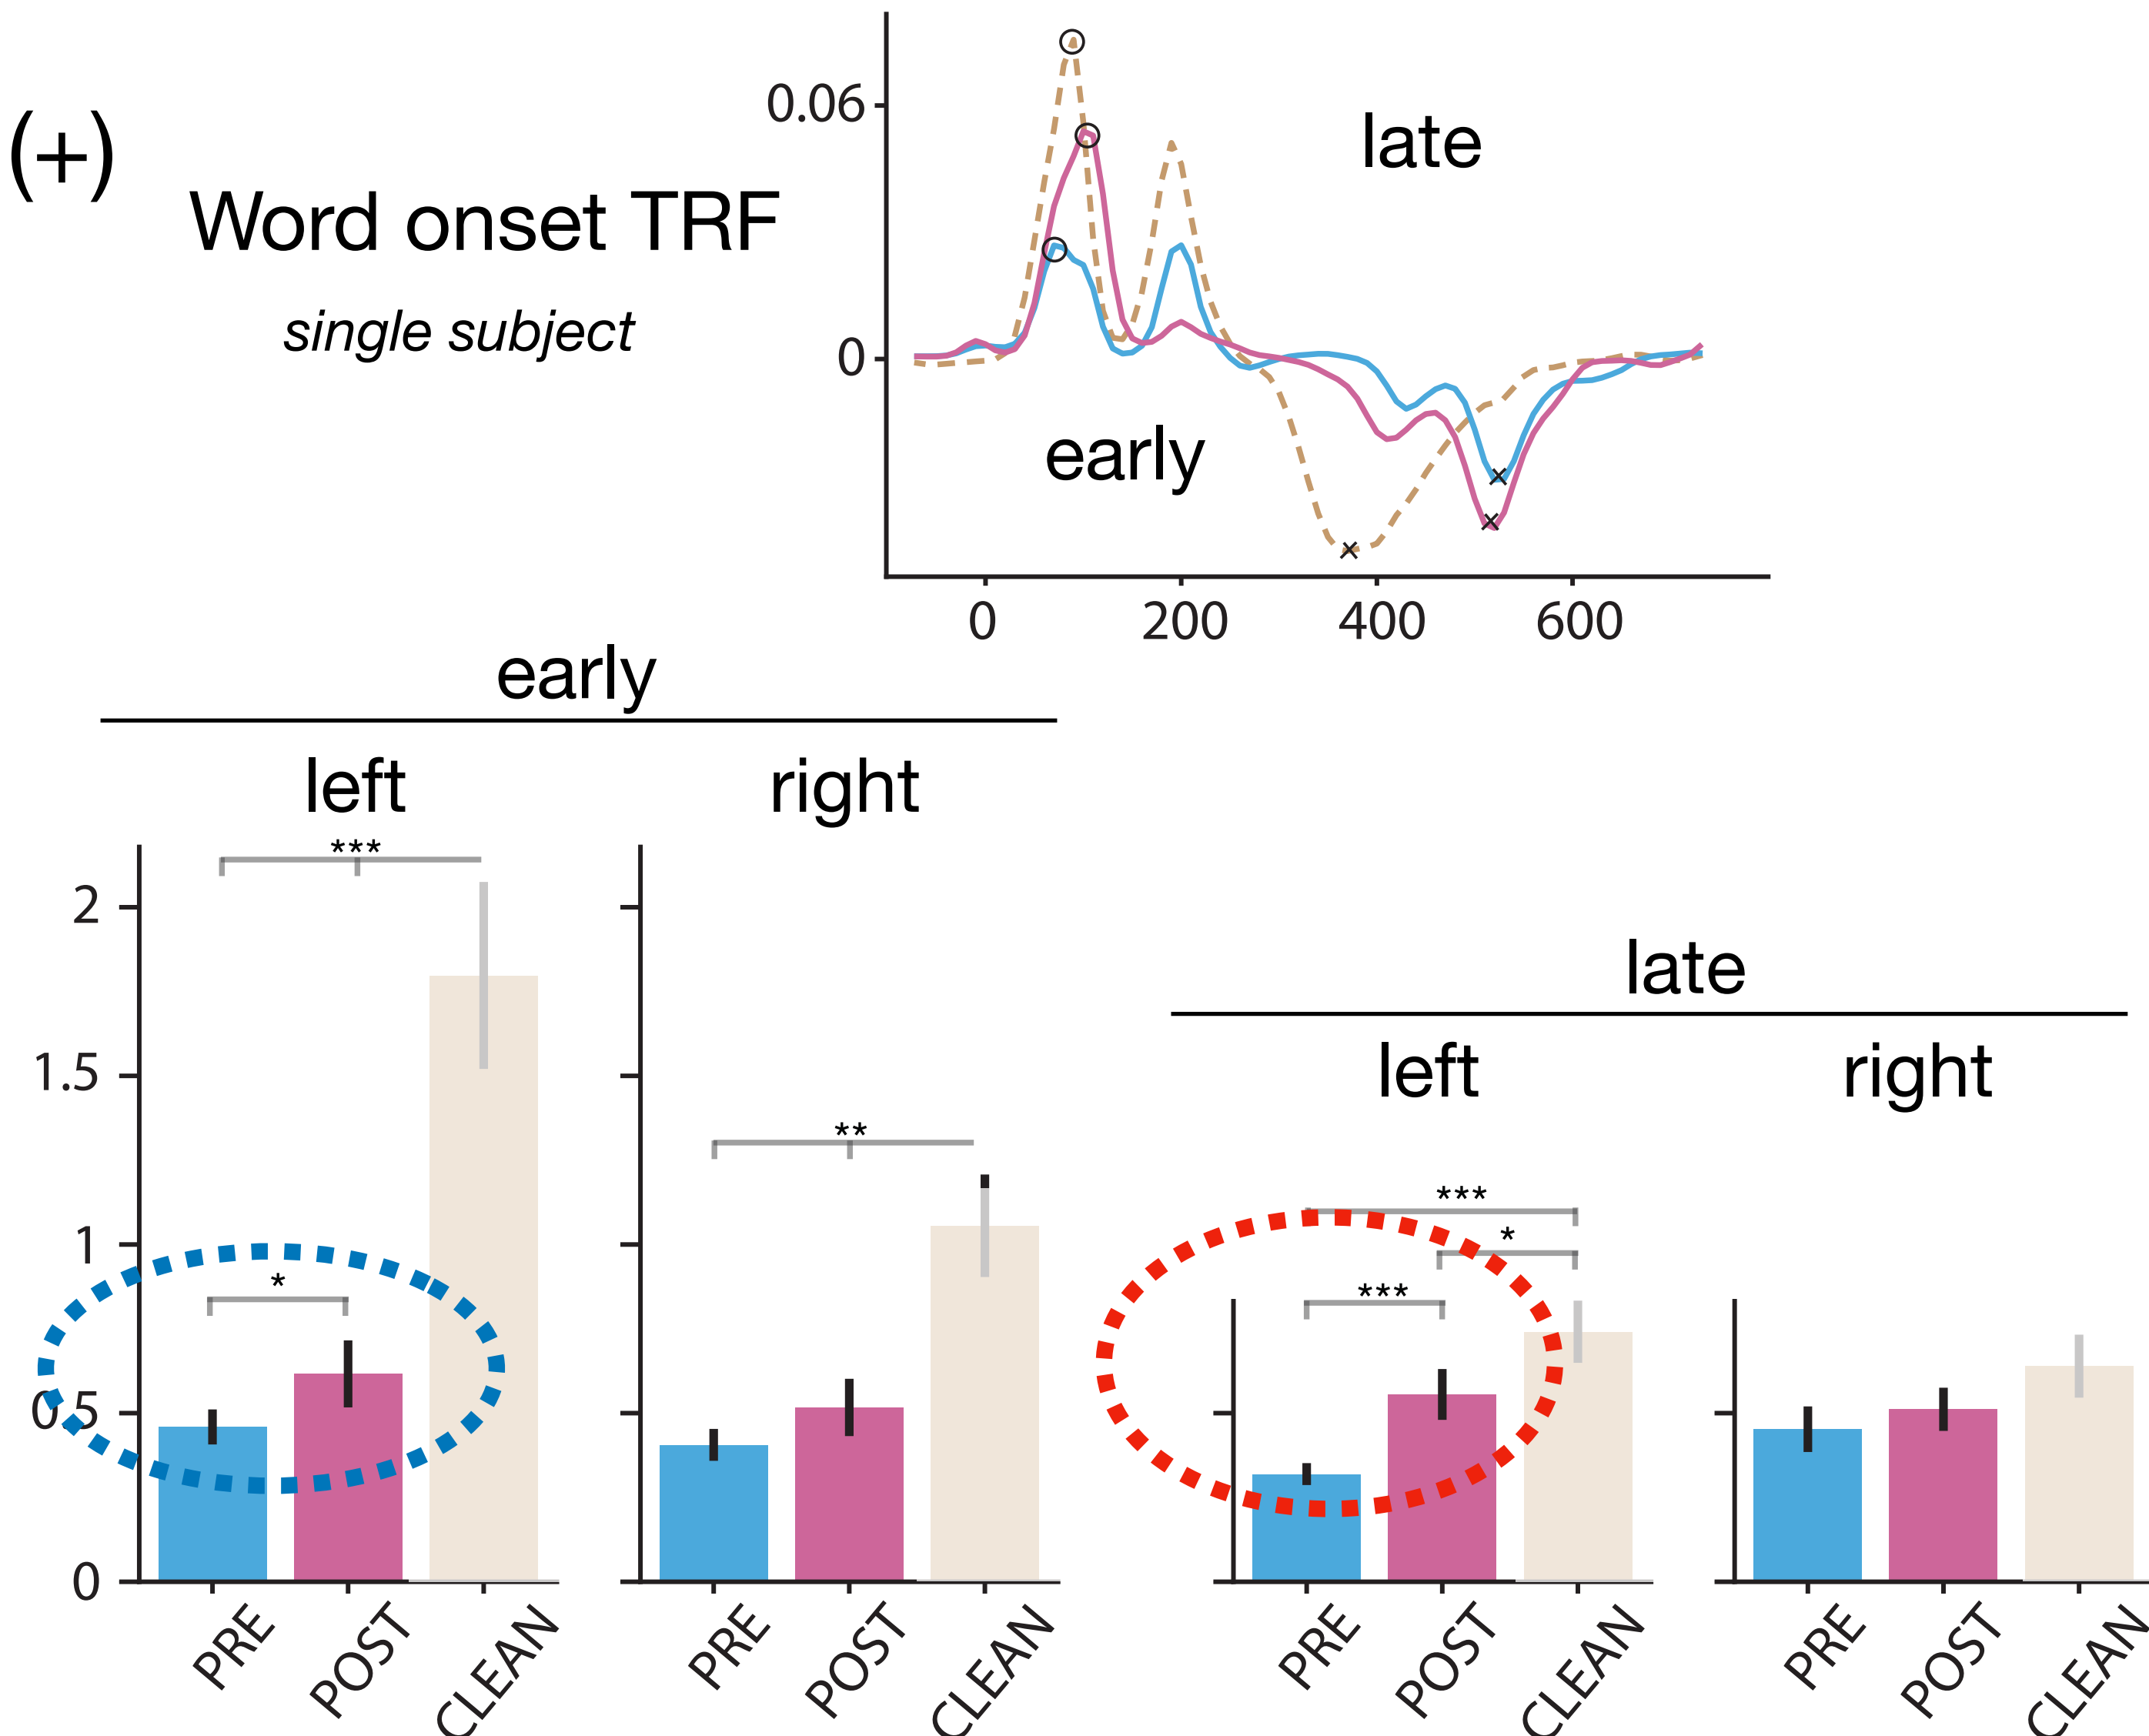 (+)
Word onset TRF
single subject
0.06
0
late
early
0 200 400 600
early
left right
***
2
1.5
1
0.5
0
*
**
late
left right
***
*
***
PRE POST CLEAN
PRE POST CLEAN
PRE POST CLEAN
PRE POST CLEAN